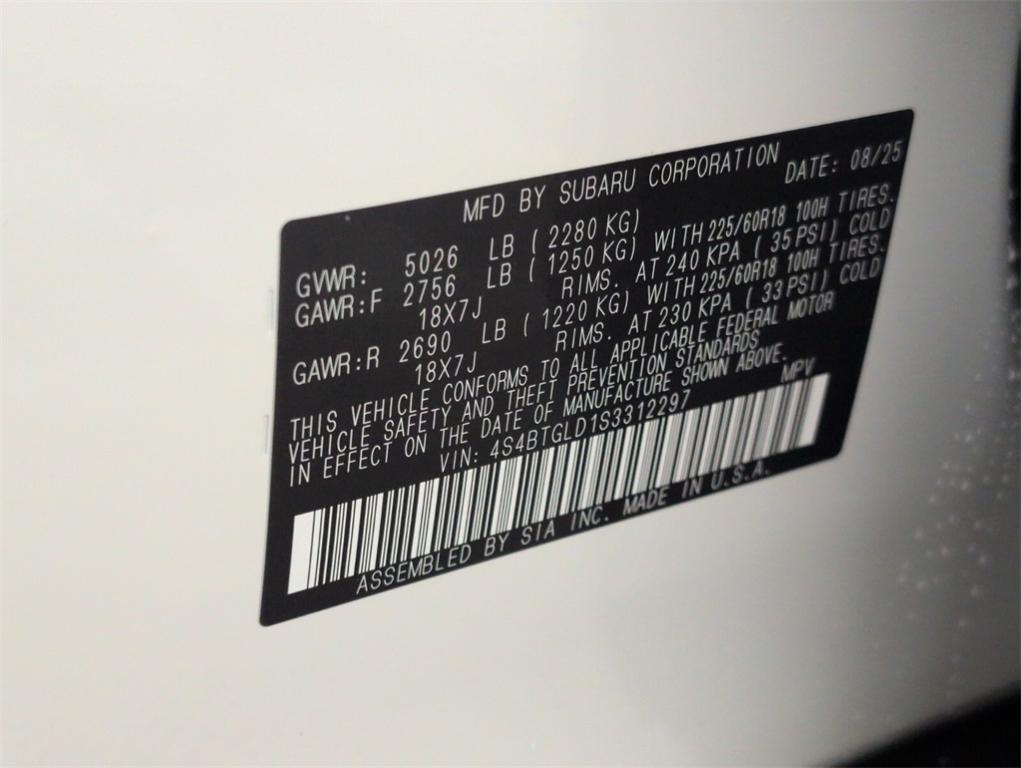 MFD BY SUBARU CORPORATION DATE: 08/25
GVWR: 5026 LB ( 2280 KG)
GAWR:F 2756 LB ( 1250 KG) WITH 225/60R18 100H TIRES.
18X7J RIMS. AT 240 KPA ( 35 PSI) COLD
GAWR:R 2690 LB ( 1220 KG) WITH 225/60R18 100H TIRES.
18X7J RIMS. AT 230 KPA ( 33 PSI) COLD
THIS VEHICLE CONFORMS TO ALL APPLICABLE FEDERAL MOTOR
VEHICLE SAFETY AND THEFT PREVENTION STANDARDS
IN EFFECT ON THE DATE OF MANUFACTURE SHOWN ABOVE.
VIN: 4S4BTGLD1S3312297 MPV
ASSEMBLED BY SIA INC. MADE IN U.S.A.